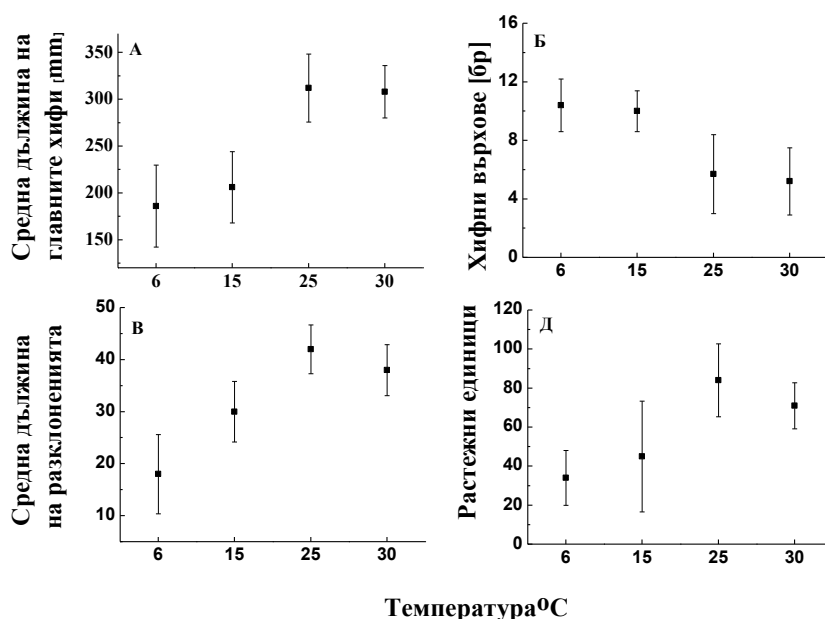 А
350
300
250
200
150
6 15 25 30
Средна дължина на
главните хифи [mm]
Б
16
12
8
4
0
6 15 25 30
Хифни върхове [бр]
В
50
40
30
20
10
6 15 25 30
Средна дължина
на разклоненията
Д
120
100
80
60
40
20
0
6 15 25 30
Растежни единици
Температура⁰С